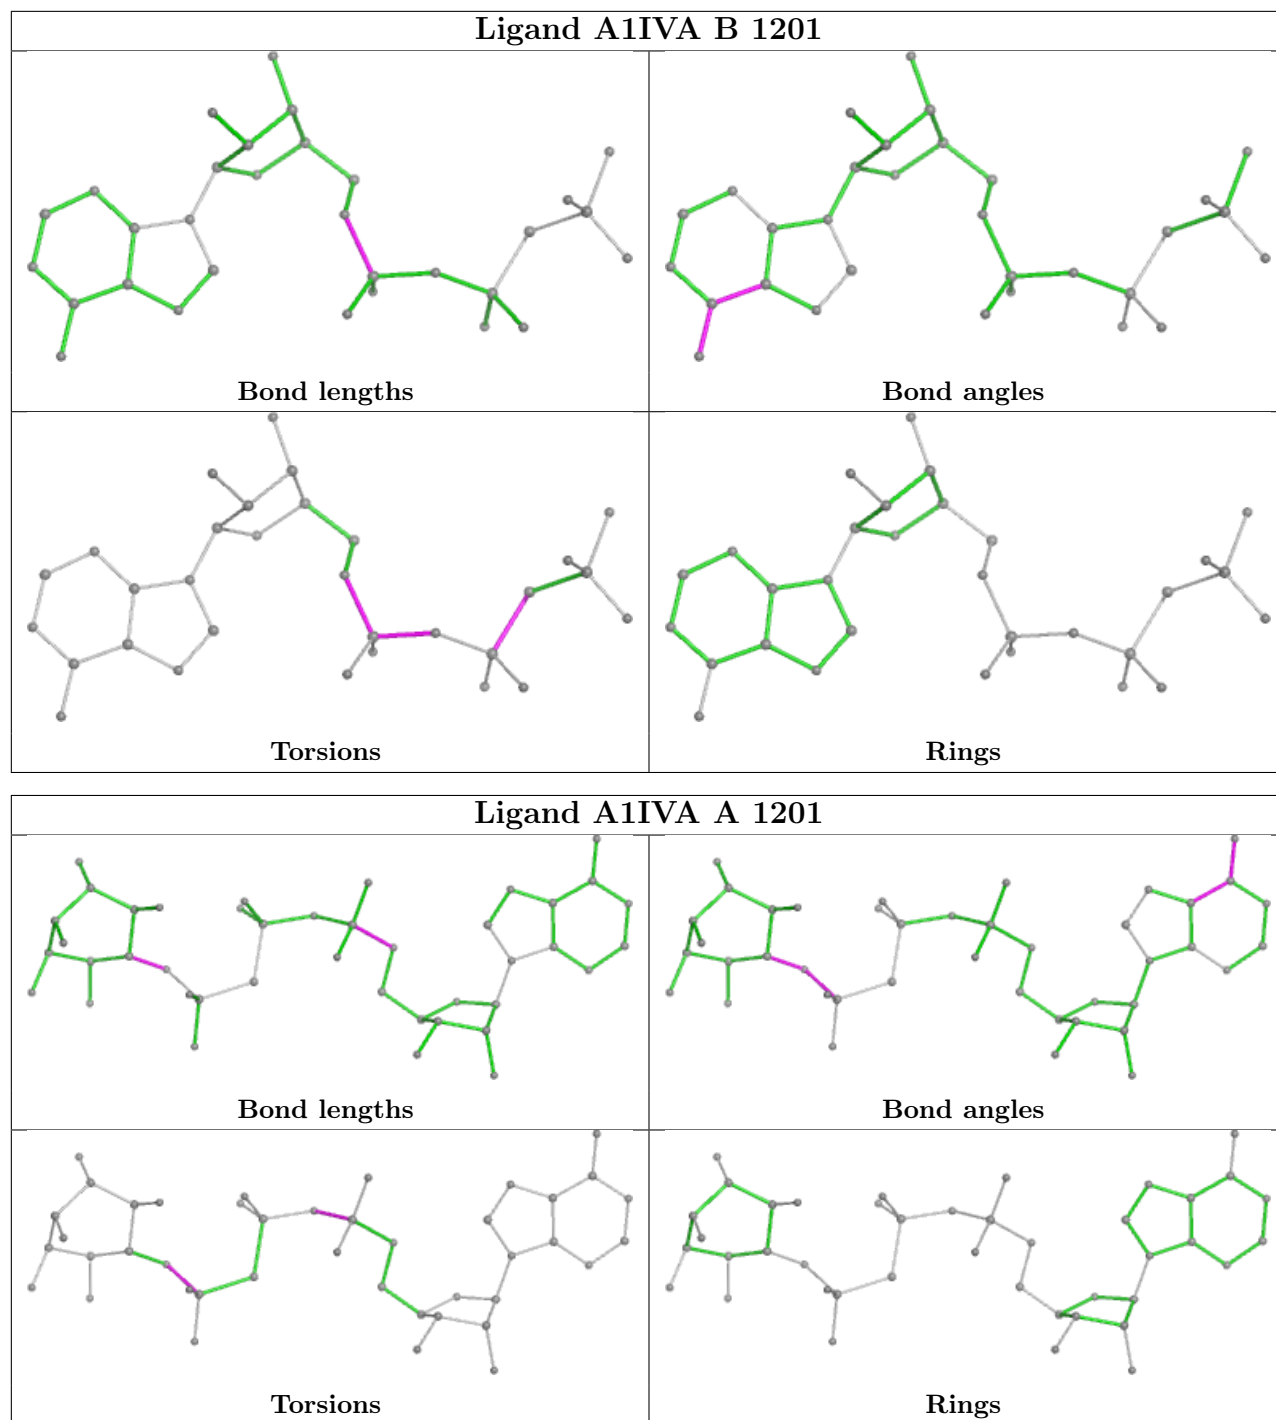 Ligand A1IVA B 1201
Bond lengths
Bond angles
Torsions
Rings
Ligand A1IVA A 1201
Bond lengths
Bond angles
Torsions
Rings